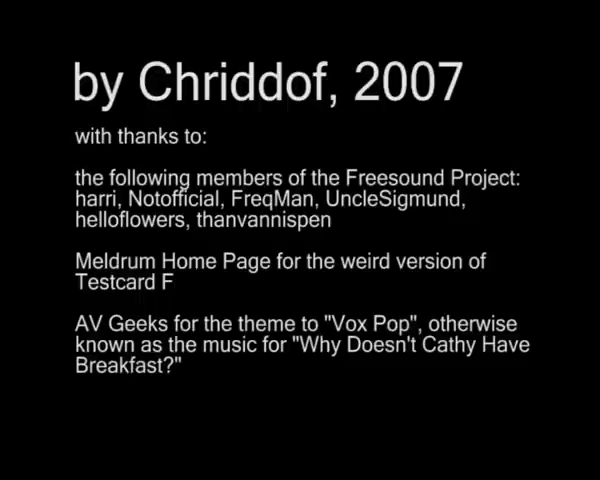 by Chriddof, 2007
with thanks to:
the following members of the Freesound Project:
harri, Notofficial, FreqMan, UncleSigmund,
helloflowers, thanvannispen
Meldrum Home Page for the weird version of
Testcard F
AV Geeks for the theme to "Vox Pop", otherwise
known as the music for "Why Doesn't Cathy Have
Breakfast?"